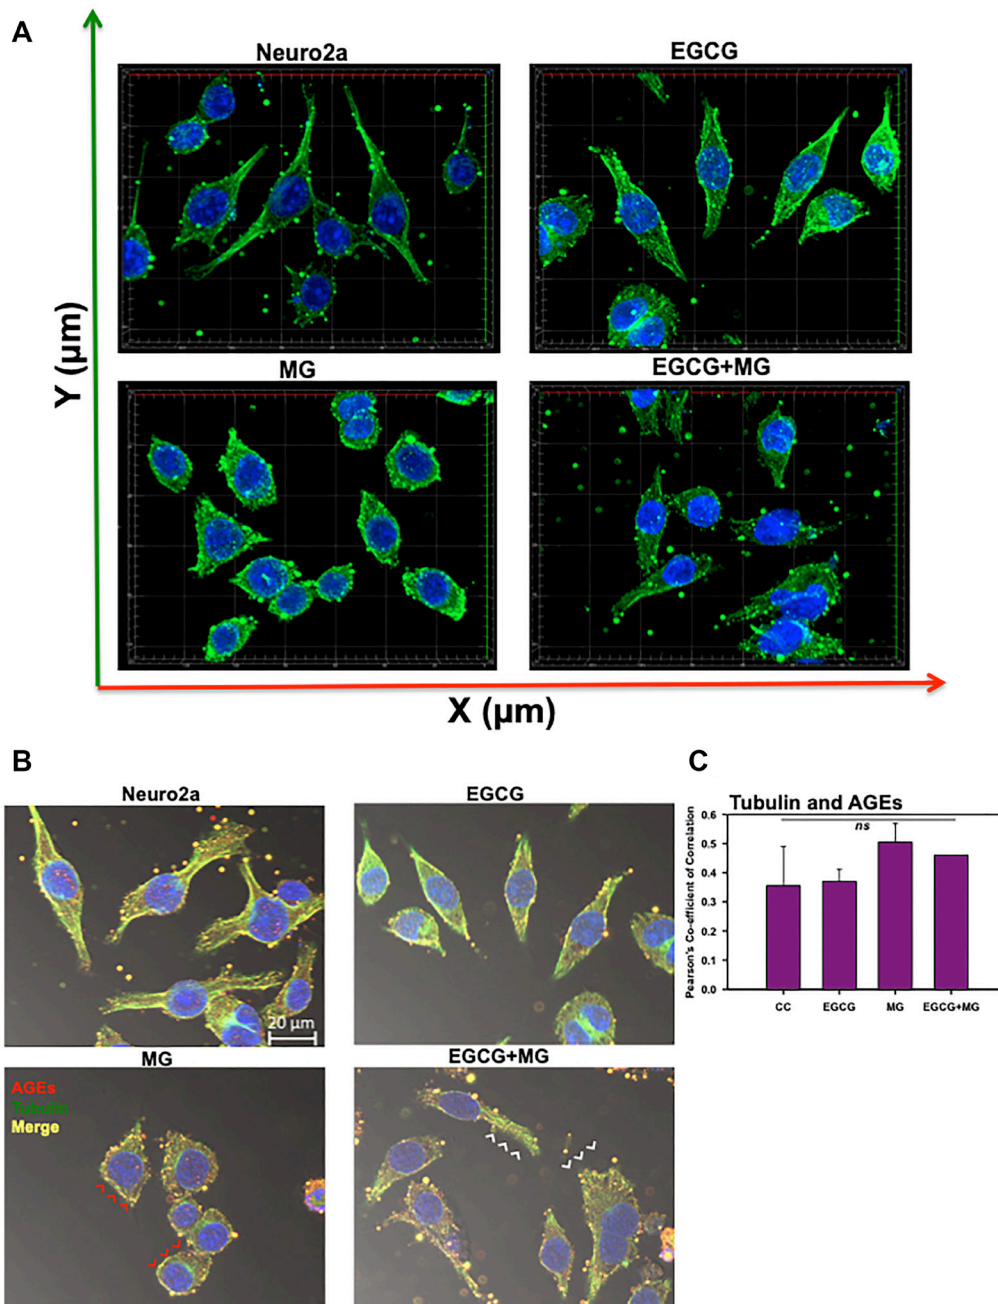 A
Neuro2a
EGCG
MG
EGCG+MG
Y (µm)
X (µm)
B
Neuro2a
EGCG
20 µm
MG
EGCG+MG
AGEs
Tubulin
Merge
C
Tubulin and AGEs
ns
Pearson's Co-efficient of Correlation
0.6
0.5
0.4
0.3
0.2
0.1
0.0
CC EGCG MG EGCG+MG